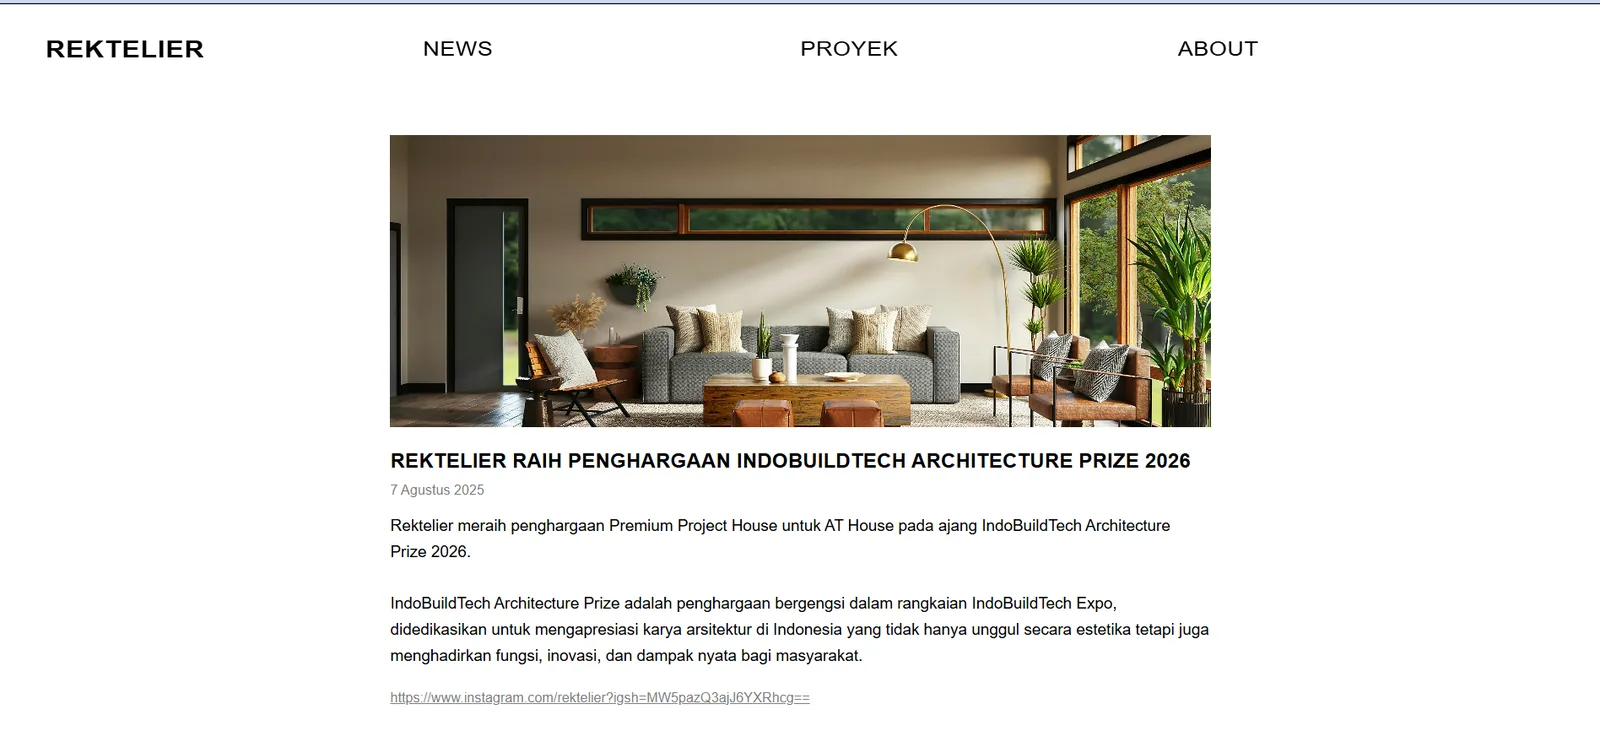 REKTELIER NEWS PROYEK ABOUT
REKTELIER RAIH PENGHARGAAN INDOBUILDTECH ARCHITECTURE PRIZE 2026
7 Agustus 2025
Rektelier meraih penghargaan Premium Project House untuk AT House pada ajang IndoBuildTech Architecture
Prize 2026.
IndoBuildTech Architecture Prize adalah penghargaan bergengsi dalam rangkaian IndoBuildTech Expo,
didedikasikan untuk mengapresiasi karya arsitektur di Indonesia yang tidak hanya unggul secara estetika tetapi juga
menghadirkan fungsi, inovasi, dan dampak nyata bagi masyarakat.
https://www.instagram.com/rektelier?igsh=MW5pazQ3ajJ6YXRhcg==